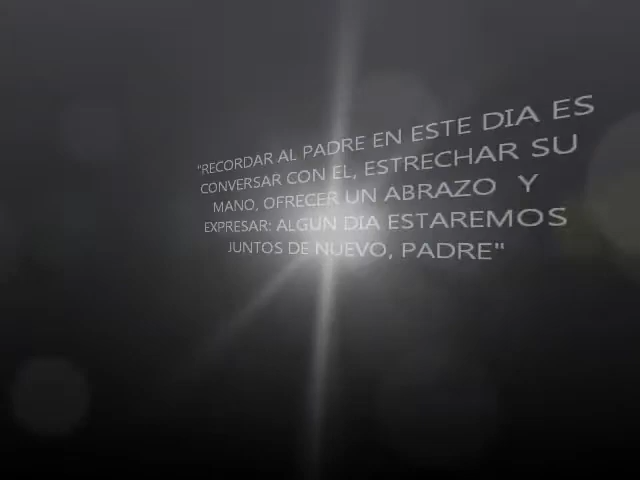 "RECORDAR AL PADRE EN ESTE DIA ES
CONVERSAR CON EL, ESTRECHAR SU
MANO, OFRECER UN ABRAZO Y
EXPRESAR: ALGUN DIA ESTAREMOS
JUNTOS DE NUEVO, PADRE"